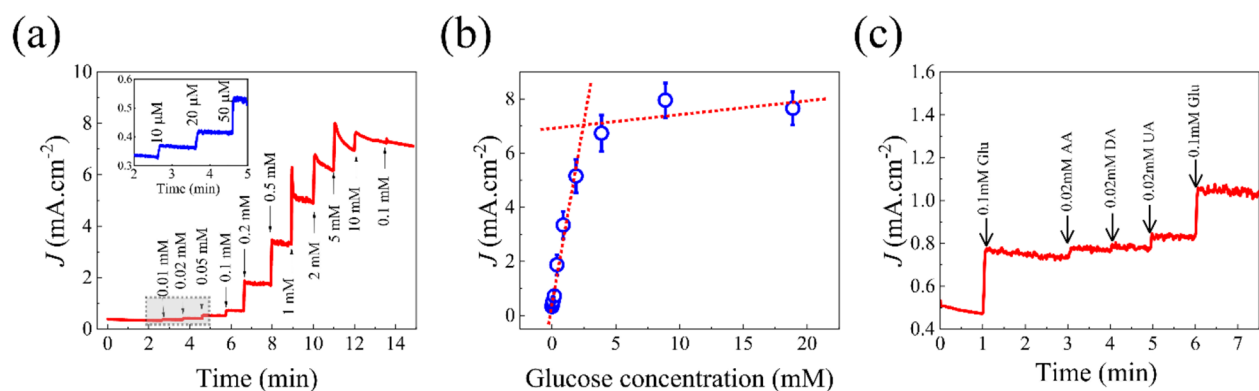 (a)
J (mA.cm-2)
10
8
6
4
2
0
0 2 4 6 8 10 12 14
Time (min)
0.01 mM
0.02 mM
0.05 mM
0.1 mM
0.2 mM
0.5 mM
1 mM
2 mM
5 mM
10 mM
0.1 mM
0.6
0.5
0.4
0.3
10 µM
20 µM
50 µM
2 3 4 5
Time (min)
(b)
J (mA.cm-2)
8
6
4
2
0
0 5 10 15 20
Glucose concentration (mM)
(c)
J (mA.cm-2)
1.6
1.4
1.2
1.0
0.8
0.6
0.4
0.1mM Glu
0.02mM AA
0.02mM DA
0.02mM UA
0.1mM Glu
0 1 2 3 4 5 6 7
Time (min)